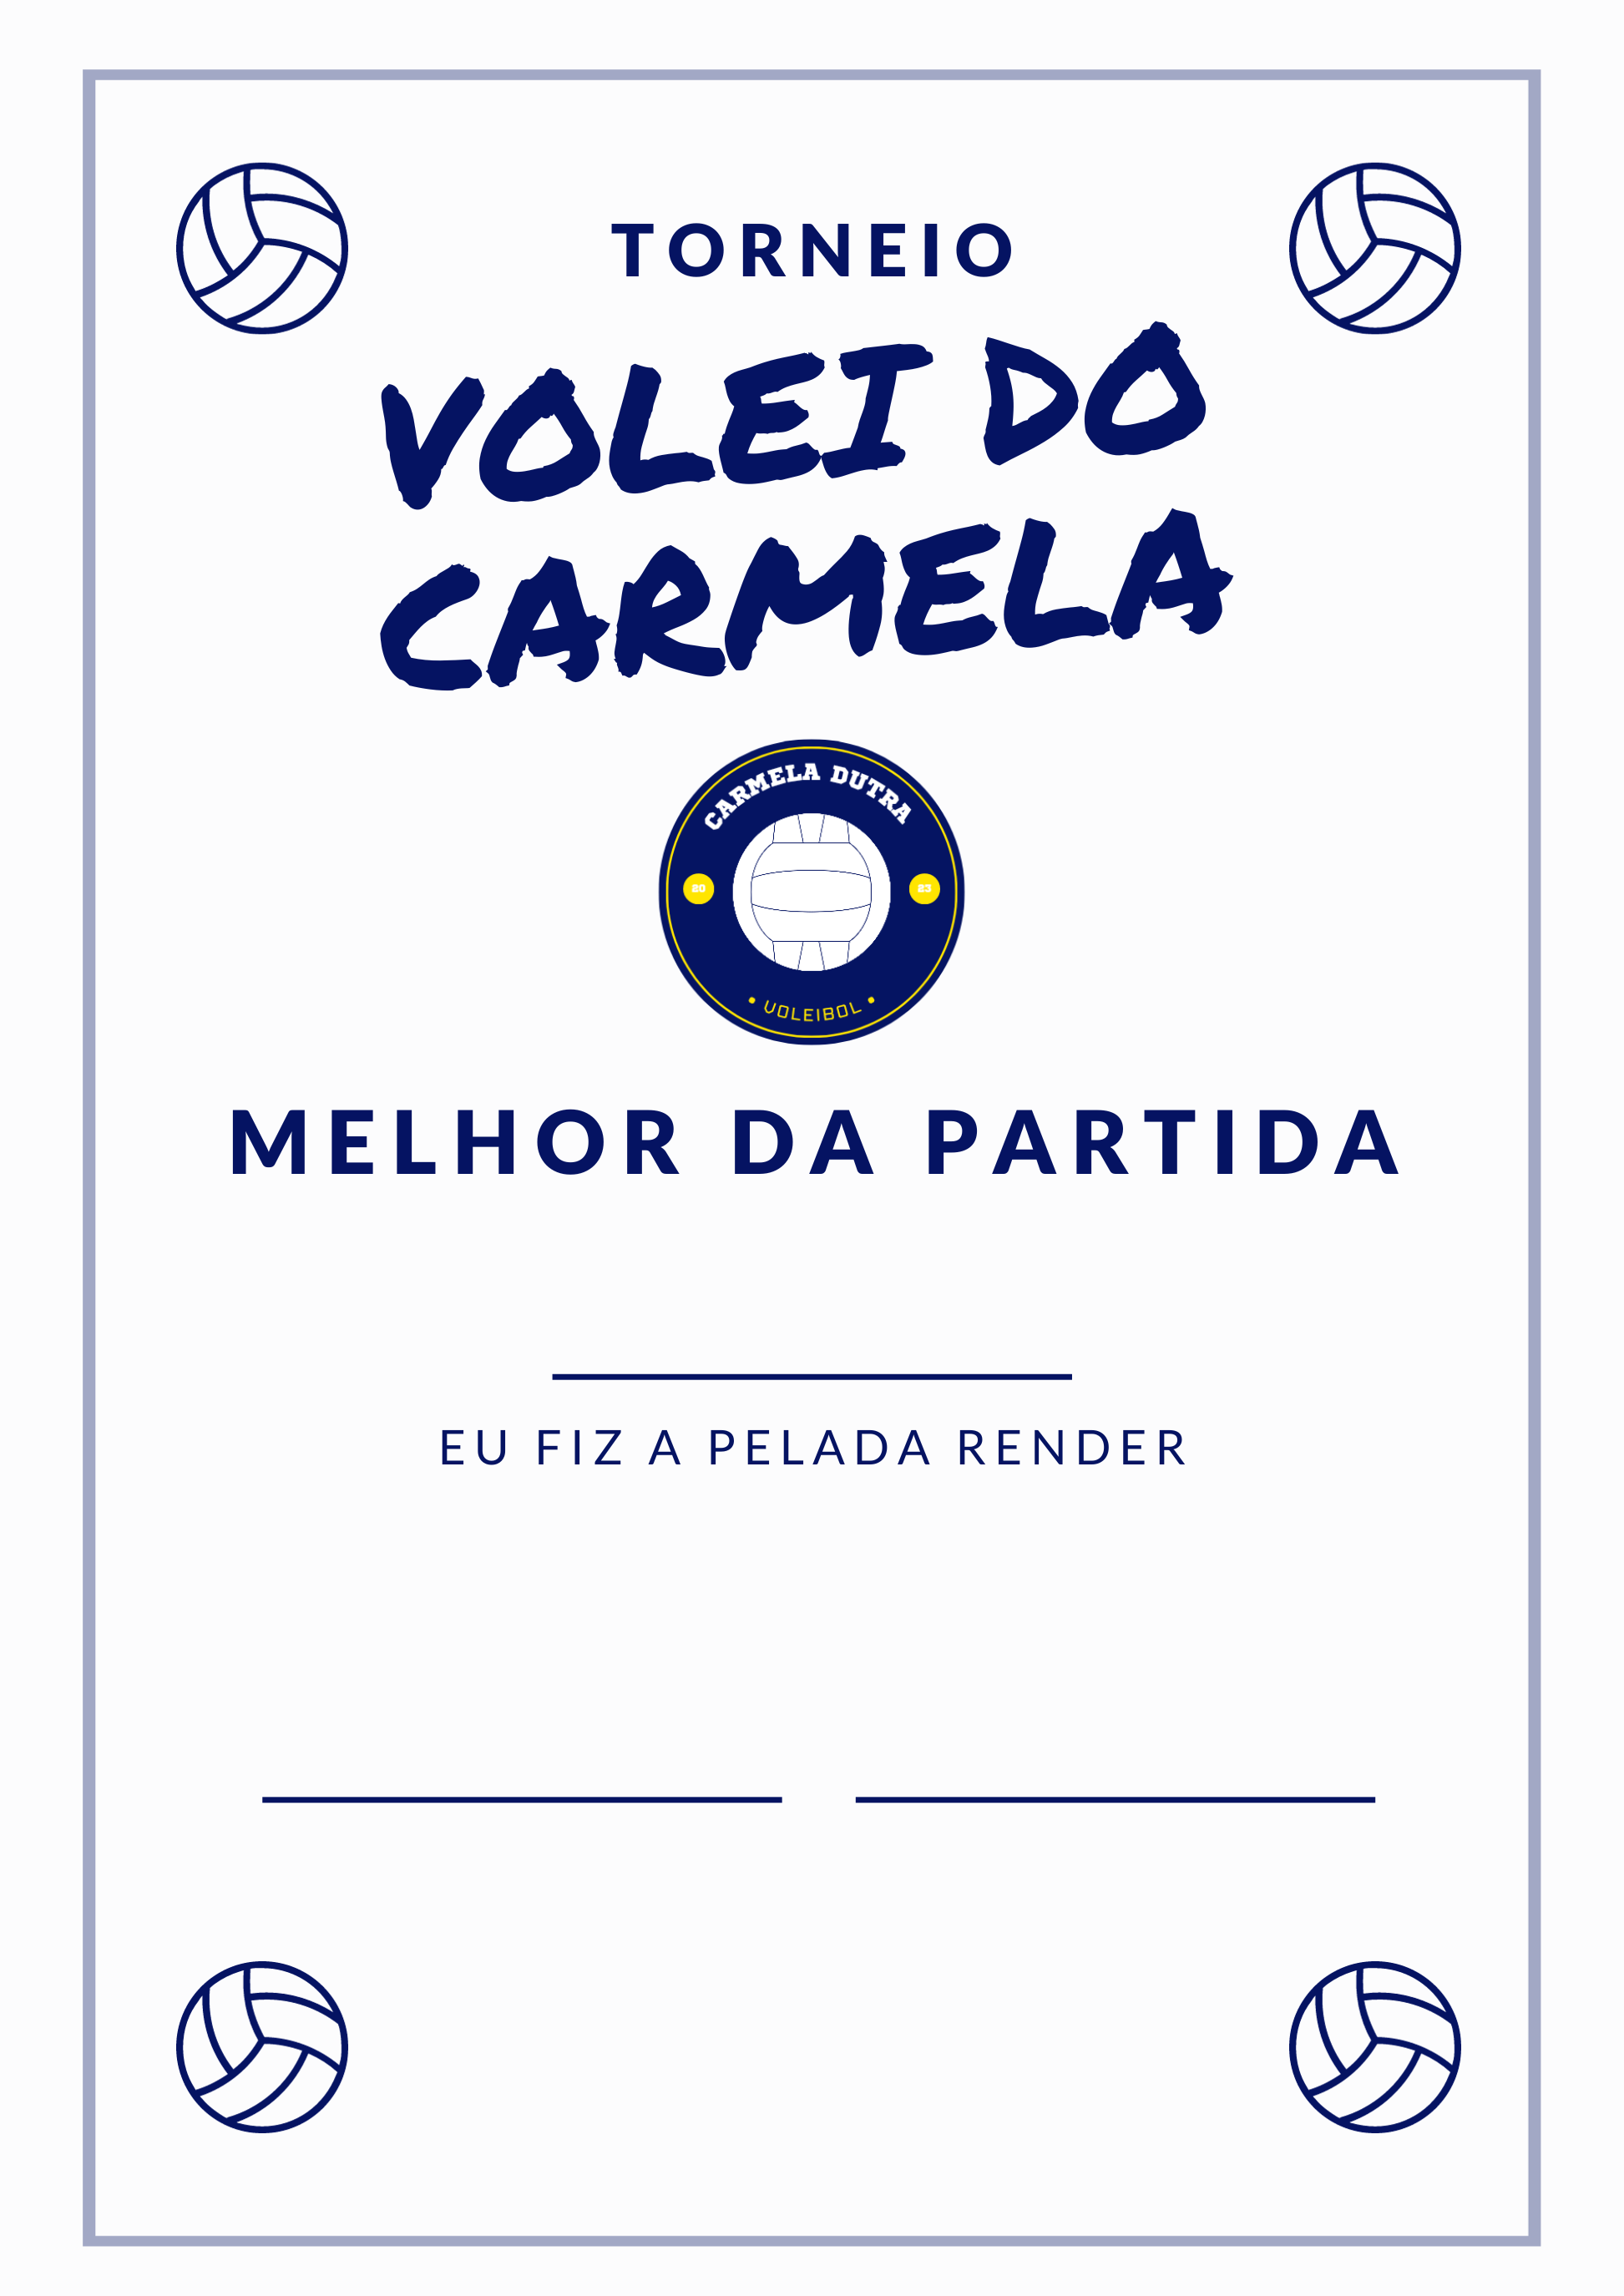 TORNEIO
VOLEI DO
CARMELA
CARMELA DUTRA
20 23
• VOLEIBOL •
MELHOR DA PARTIDA
EU FIZ A PELADA RENDER